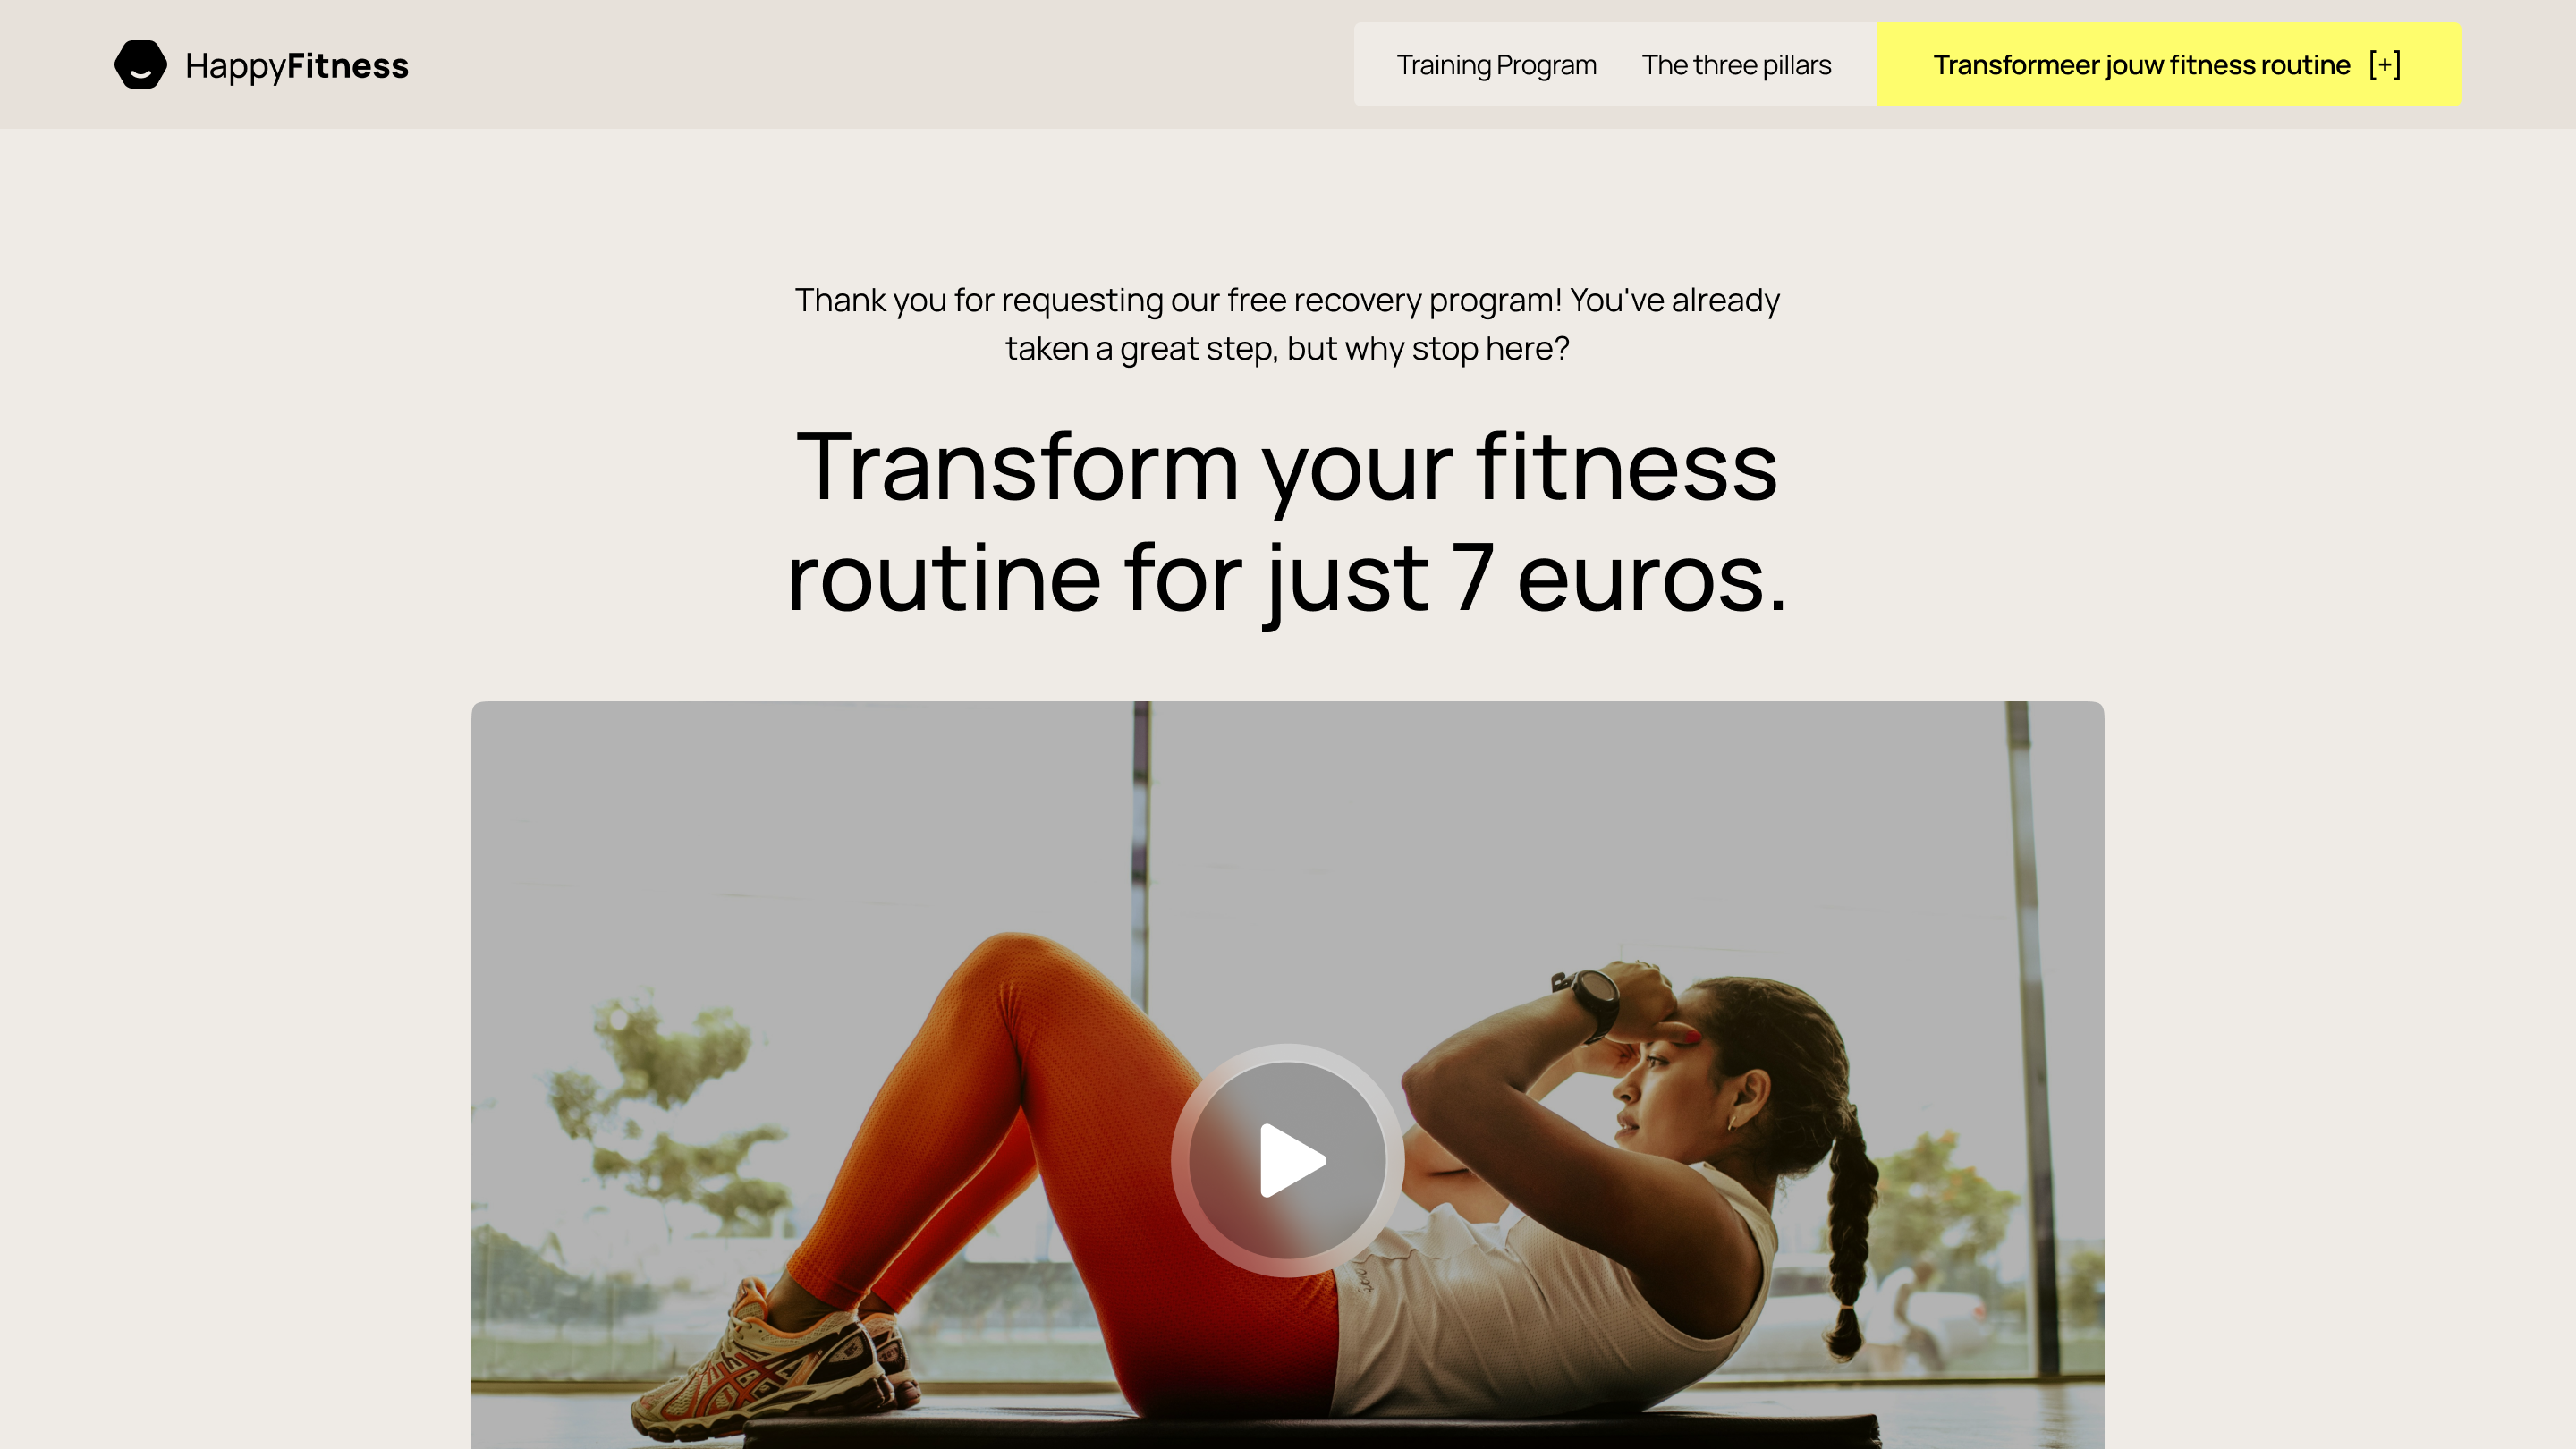 HappyFitness
Training Program
The three pillars
Transformeer jouw fitness routine [+]
Thank you for requesting our free recovery program! You've already
taken a great step, but why stop here?
Transform your fitness
routine for just 7 euros.